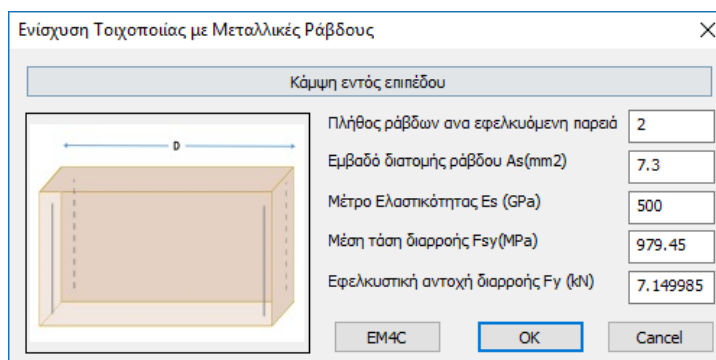 Ενίσχυση Τοιχοποιίας με Μεταλλικές Ράβδους
Κάμψη εντός επιπέδου
D
Πλήθος ράβδων ανα εφελκυόμενη παρειά 2
Εμβαδό διατομής ράβδου As(mm2) 7.3
Μέτρο Ελαστικότητας Es (GPa) 500
Μέση τάση διαρροής Fsy(MPa) 979.45
Εφελκυστική αντοχή διαρροής Fy (kN) 7.149985
EM4C OK Cancel